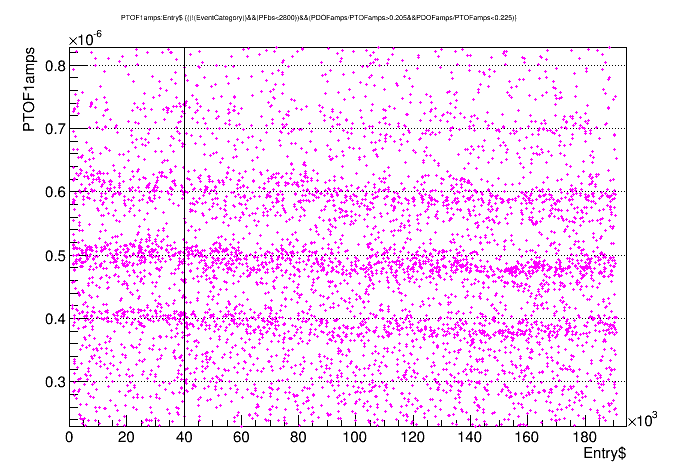 PTOF1amps:Entry$ {(!(EventCategory)&&(PFbs<2800))&&(PDOFamps/PTOFamps>0.205&&PDOFamps/PTOFamps<0.225)}
×10⁻⁶
PTOF1amps
0.8
0.7
0.6
0.5
0.4
0.3
0 20 40 60 80 100 120 140 160 180
×10³
Entry$